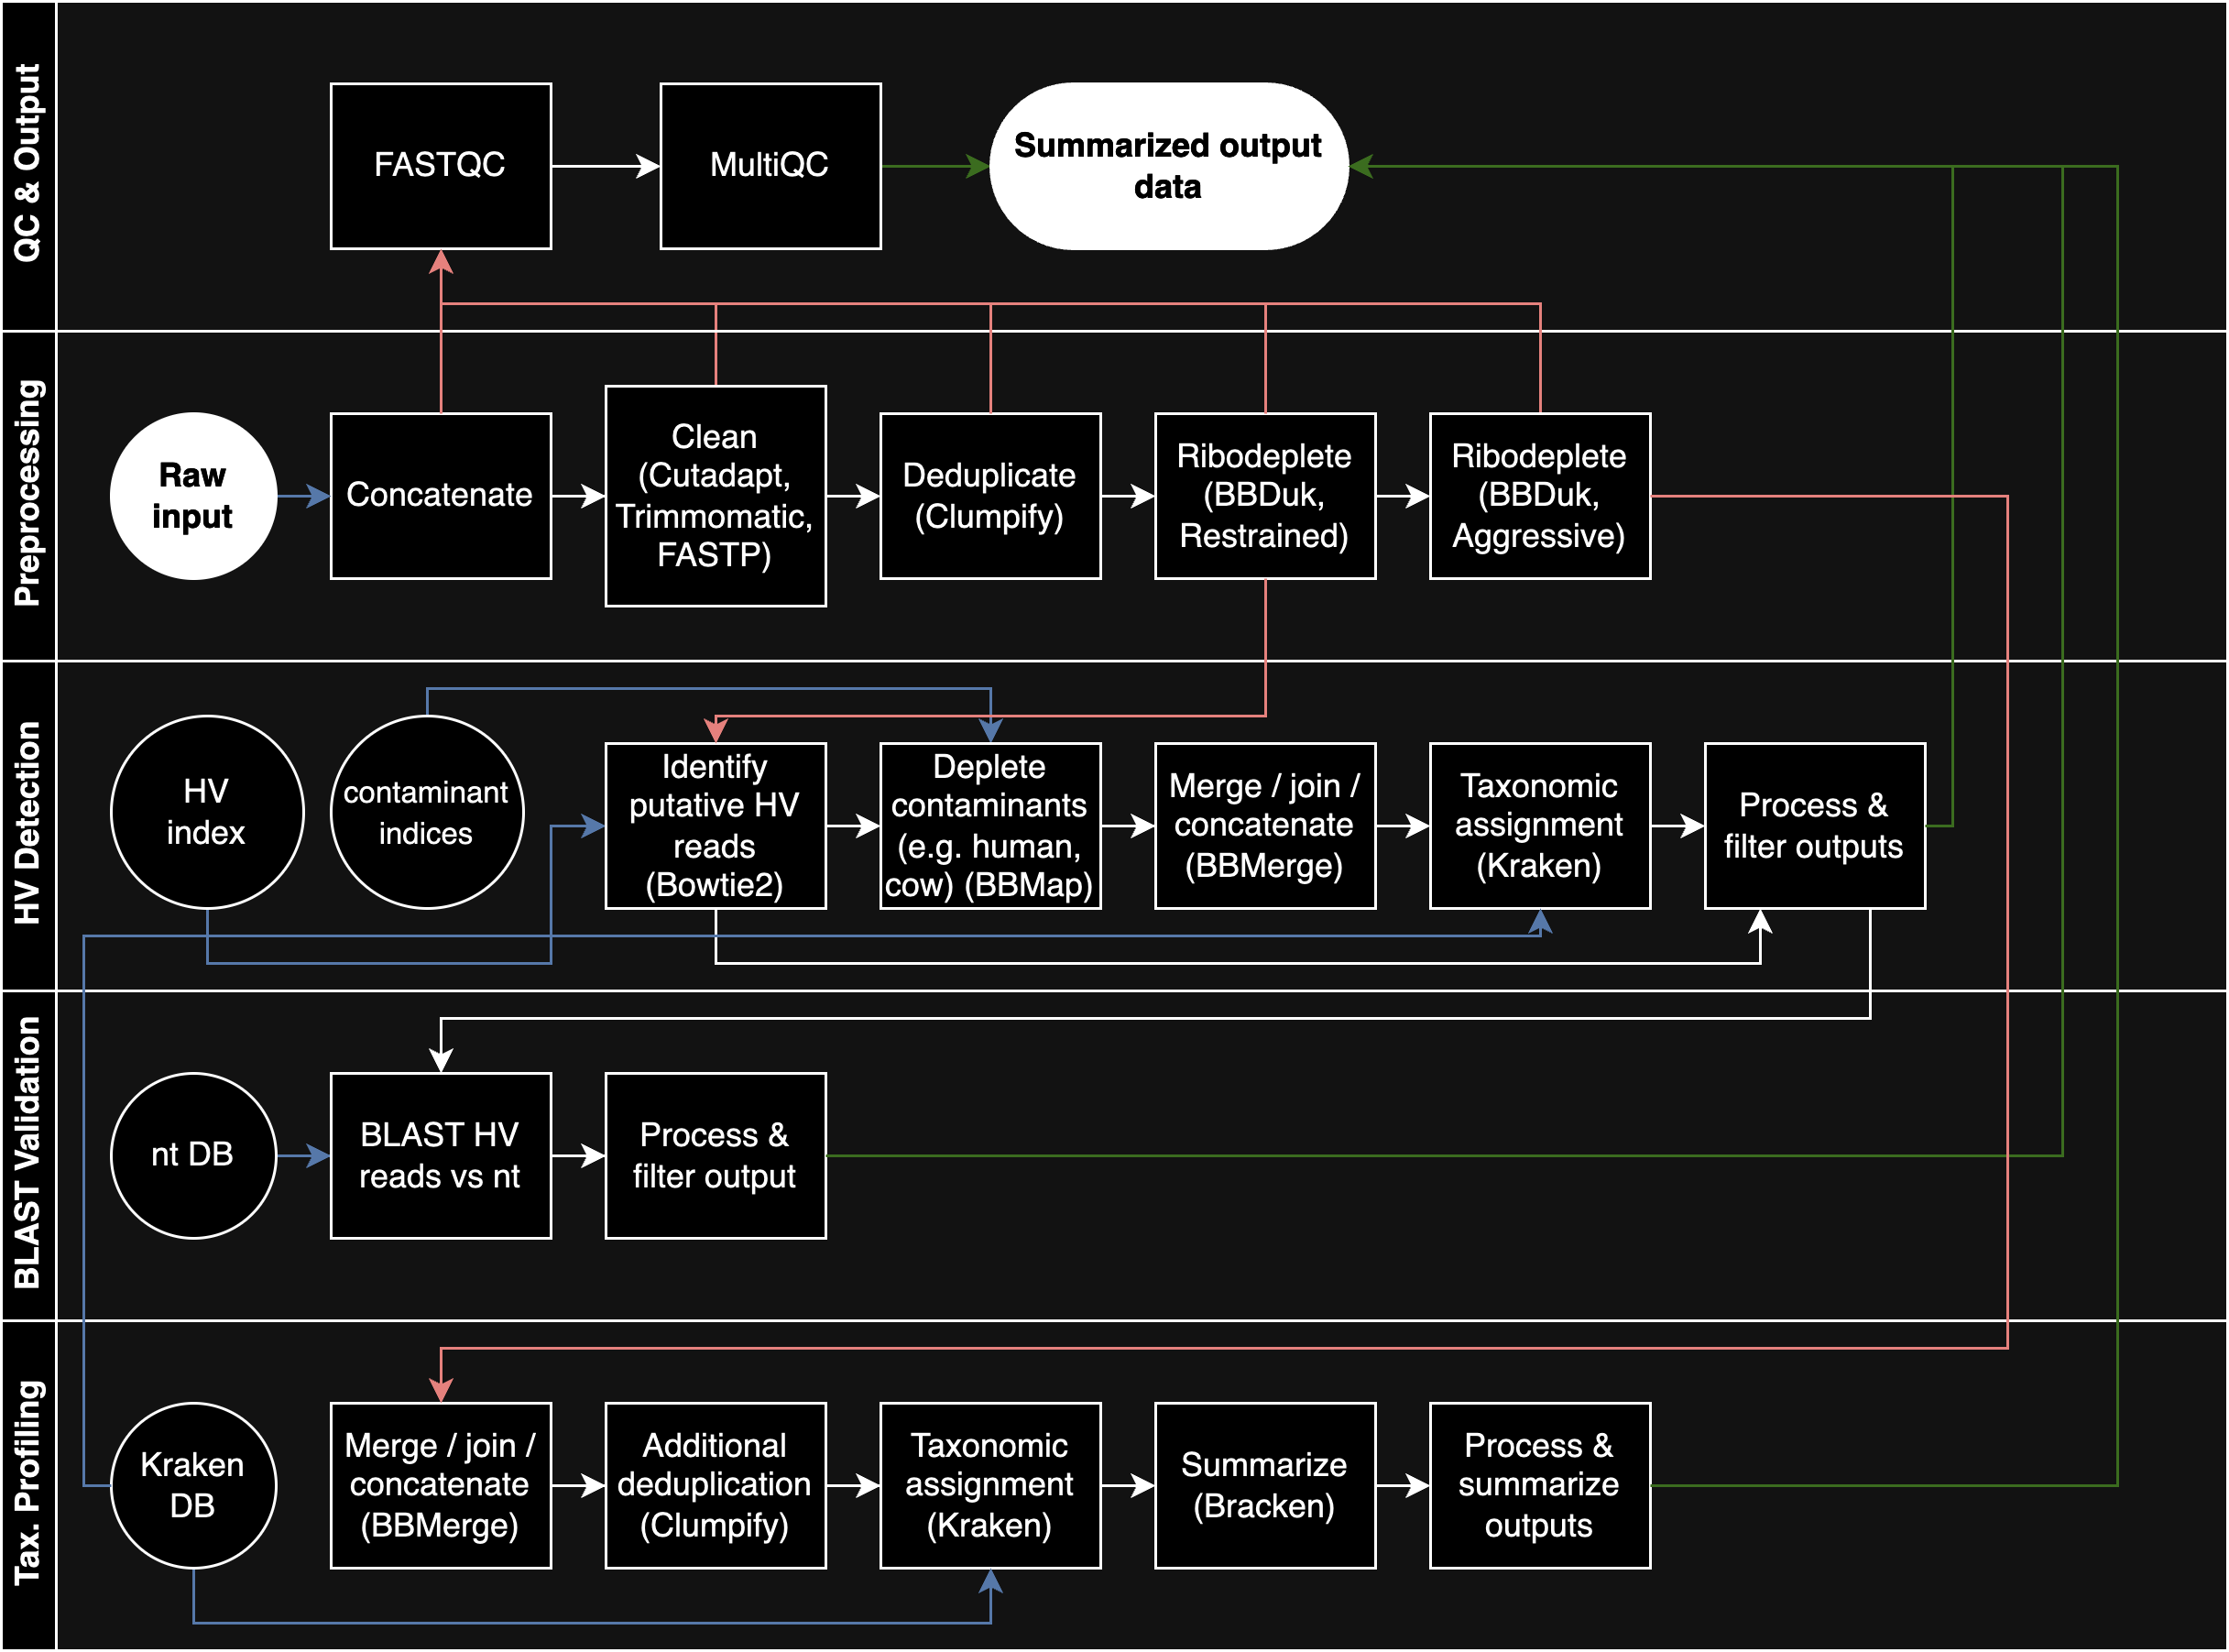 QC & Output
FASTQC
MultiQC
Summarized output
data
Preprocessing
Raw
input
Concatenate
Clean
(Cutadapt,
Trimmomatic,
FASTP)
Deduplicate
(Clumpify)
Ribodeplete
(BBDuk,
Restrained)
Ribodeplete
(BBDuk,
Aggressive)
HV Detection
HV
index
contaminant
indices
Identify
putative HV
reads
(Bowtie2)
Deplete
contaminants
(e.g. human,
cow) (BBMap)
Merge / join /
concatenate
(BBMerge)
Taxonomic
assignment
(Kraken)
Process &
filter outputs
BLAST Validation
nt DB
BLAST HV
reads vs nt
Process &
filter output
Tax. Profiling
Kraken
DB
Merge / join /
concatenate
(BBMerge)
Additional
deduplication
(Clumpify)
Taxonomic
assignment
(Kraken)
Summarize
(Bracken)
Process &
summarize
outputs